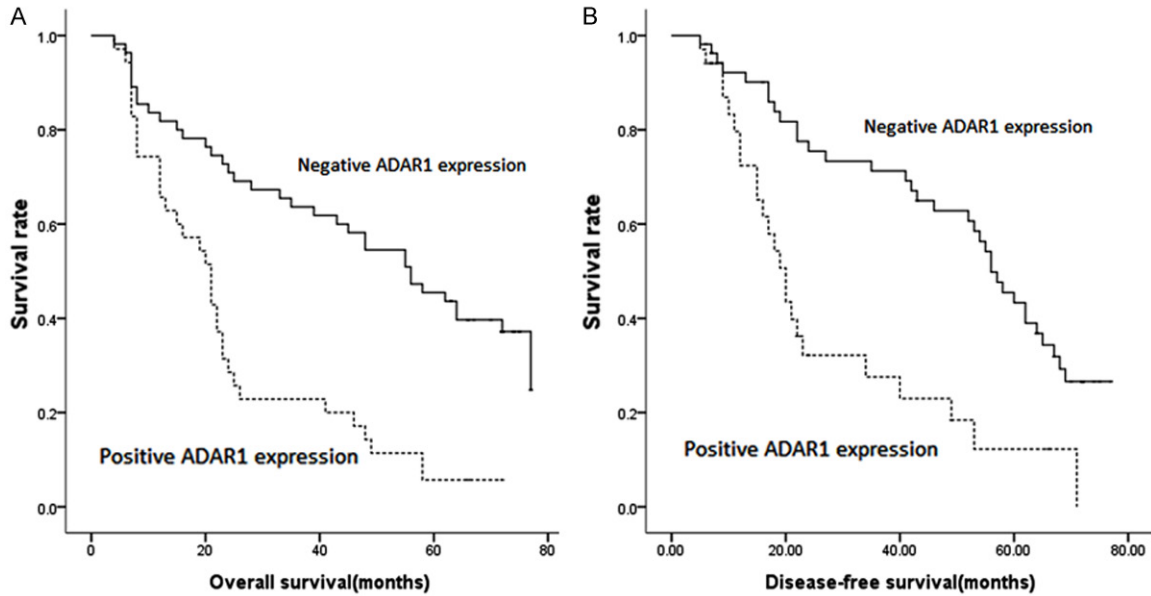 A
Survival rate
1.0
0.8
0.6
0.4
0.2
0.0
Negative ADAR1 expression
Positive ADAR1 expression
0 20 40 60 80
Overall survival(months)
B
Survival rate
1.0
0.8
0.6
0.4
0.2
0.0
Negative ADAR1 expression
Positive ADAR1 expression
0.00 20.00 40.00 60.00 80.00
Disease-free survival(months)